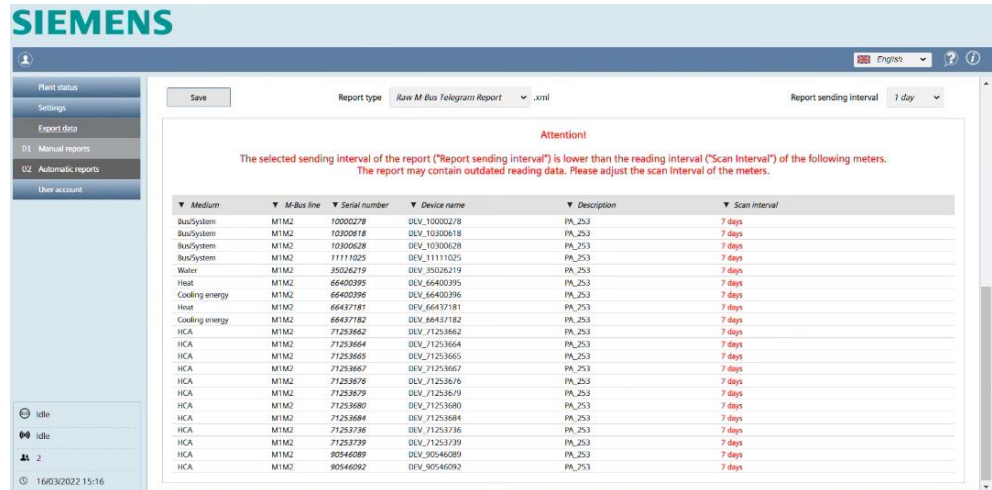 SIEMENS
English
Plant status
Settings
Export data
01 Manual reports
02 Automatic reports
User account
Save
Report type Raw M-Bus Telegram Report .xml
Report sending interval 1 day
Attention!
The selected sending interval of the report ("Report sending interval") is lower than the reading interval ("Scan Interval") of the following meters.
The report may contain outdated reading data. Please adjust the scan Interval of the meters.
▼ Medium ▼ M-Bus line ▼ Serial number ▼ Device name ▼ Description ▼ Scan interval
Bus/System M1M2 10000278 DEV_10000278 PA_253 7 days
Bus/System M1M2 10300618 DEV_10300618 PA_253 7 days
Bus/System M1M2 10300628 DEV_10300628 PA_253 7 days
Bus/System M1M2 11111025 DEV_11111025 PA_253 7 days
Water M1M2 35026219 DEV_35026219 PA_253 7 days
Heat M1M2 66400395 DEV_66400395 PA_253 7 days
Cooling energy M1M2 66400396 DEV_66400396 PA_253 7 days
Heat M1M2 66437181 DEV_66437181 PA_253 7 days
Cooling energy M1M2 66437182 DEV_66437182 PA_253 7 days
HCA M1M2 71253662 DEV_71253662 PA_253 7 days
HCA M1M2 71253664 DEV_71253664 PA_253 7 days
HCA M1M2 71253665 DEV_71253665 PA_253 7 days
HCA M1M2 71253667 DEV_71253667 PA_253 7 days
HCA M1M2 71253676 DEV_71253676 PA_253 7 days
HCA M1M2 71253679 DEV_71253679 PA_253 7 days
HCA M1M2 71253680 DEV_71253680 PA_253 7 days
HCA M1M2 71253684 DEV_71253684 PA_253 7 days
HCA M1M2 71253736 DEV_71253736 PA_253 7 days
HCA M1M2 71253739 DEV_71253739 PA_253 7 days
HCA M1M2 90546089 DEV_90546089 PA_253 7 days
HCA M1M2 90546092 DEV_90546092 PA_253 7 days
Idle
Idle
2
16/03/2022 15:16